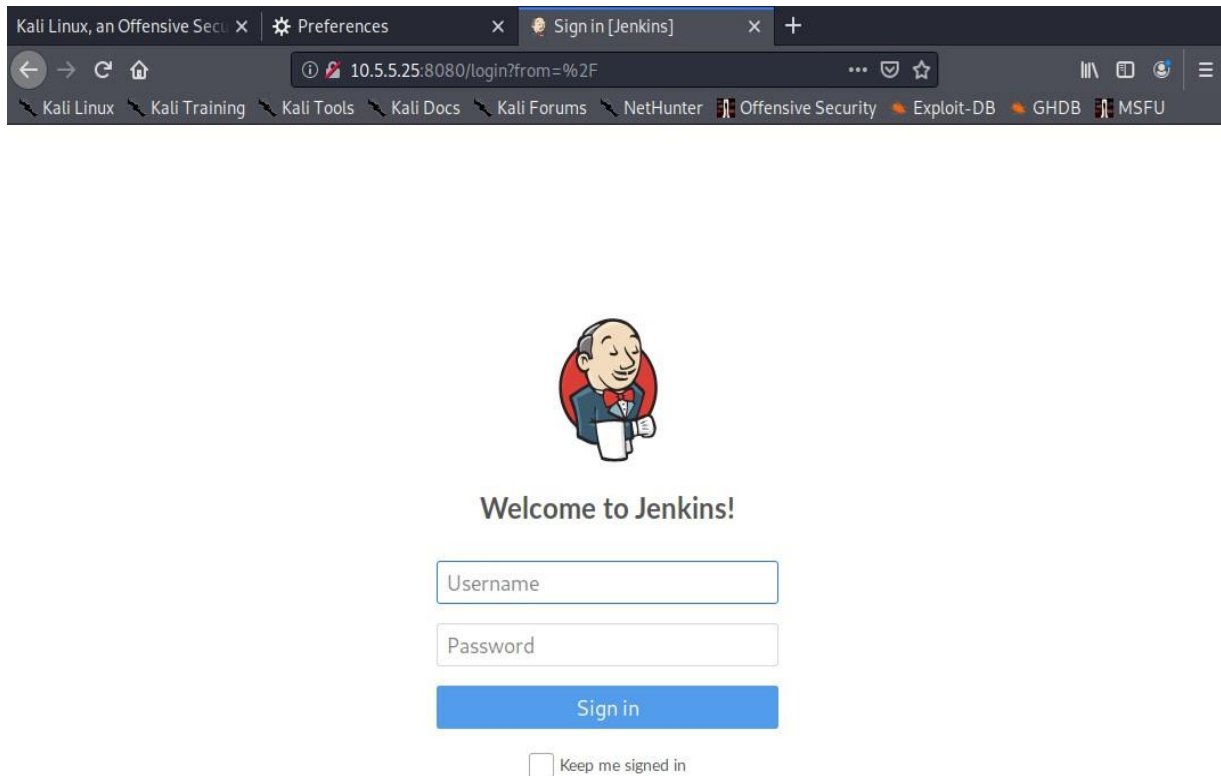 Kali Linux, an Offensive Secu
Preferences
Sign in [Jenkins]
10.5.5.25:8080/login?from=%2F
Kali Linux Kali Training Kali Tools Kali Docs Kali Forums NetHunter Offensive Security Exploit-DB GHDB MSFU
Welcome to Jenkins!
Username
Password
Sign in
Keep me signed in